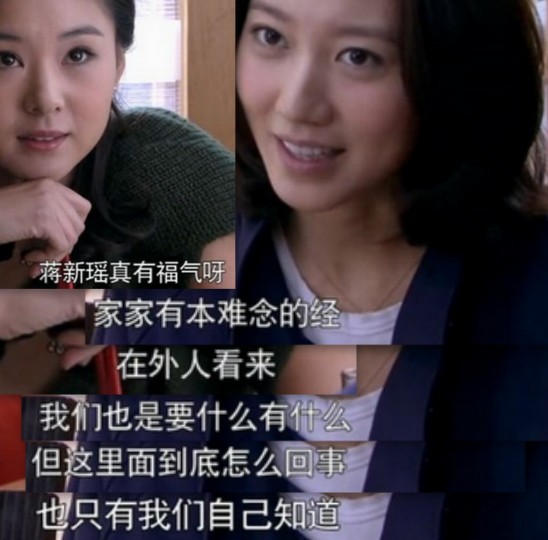 蒋新瑶真有福气呀
家家有本难念的经
在外人看来
我们也是要什么有什么
但这里面到底怎么回事
也只有我们自己知道